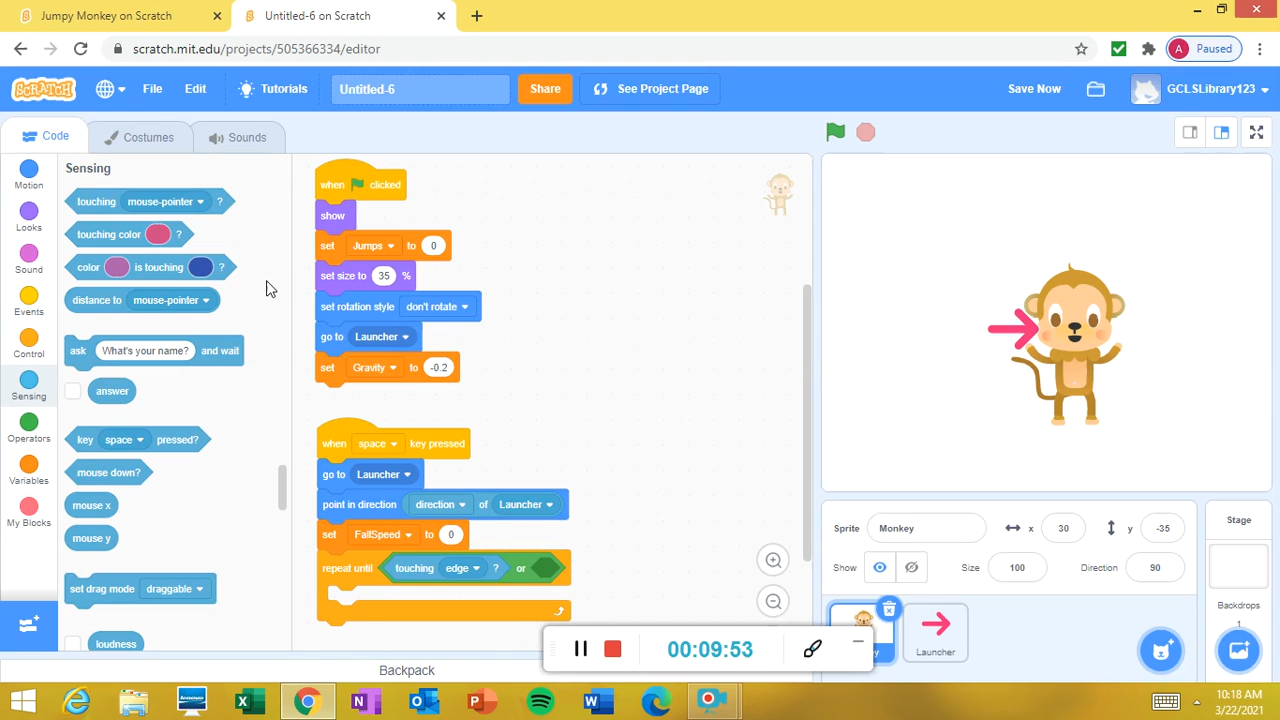 Jumpy Monkey on Scratch
Untitled-6 on Scratch
scratch.mit.edu/projects/505366334/editor
A Paused
SCRATCH File Edit Tutorials Untitled-6 Share See Project Page Save Now GCLSLibrary123
Code Costumes Sounds
Motion
Looks
Sound
Events
Control
Sensing
Operators
Variables
My Blocks
Sensing
touching mouse-pointer ?
touching color ?
color is touching ?
distance to mouse-pointer
ask What's your name? and wait
answer
key space pressed?
mouse down?
mouse x
mouse y
set drag mode draggable
loudness
when clicked
show
set Jumps to 0
set size to 35 %
set rotation style don't rotate
go to Launcher
set Gravity to -0.2
when space key pressed
go to Launcher
point in direction direction of Launcher
set FallSpeed to 0
repeat until touching edge ? or
Backpack
00:09:53
Sprite Monkey x 30 y -35
Show Size 100 Direction 90
Launcher
Stage
Backdrops
1
10:18 AM
3/22/2021